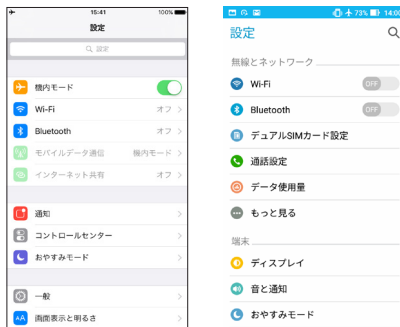 15:41
100%
設定
設定
機内モード
Wi-Fi
オフ
Bluetooth
オフ
モバイルデータ通信
機内モード
インターネット共有
オフ
通知
コントロールセンター
おやすみモード
一般
AA
画面表示と明るさ
73%
14:00
設定
無線とネットワーク
Wi-Fi
OFF
Bluetooth
OFF
デュアルSIMカード設定
通話設定
データ使用量
もっと見る
端末
ディスプレイ
音と通知
おやすみモード